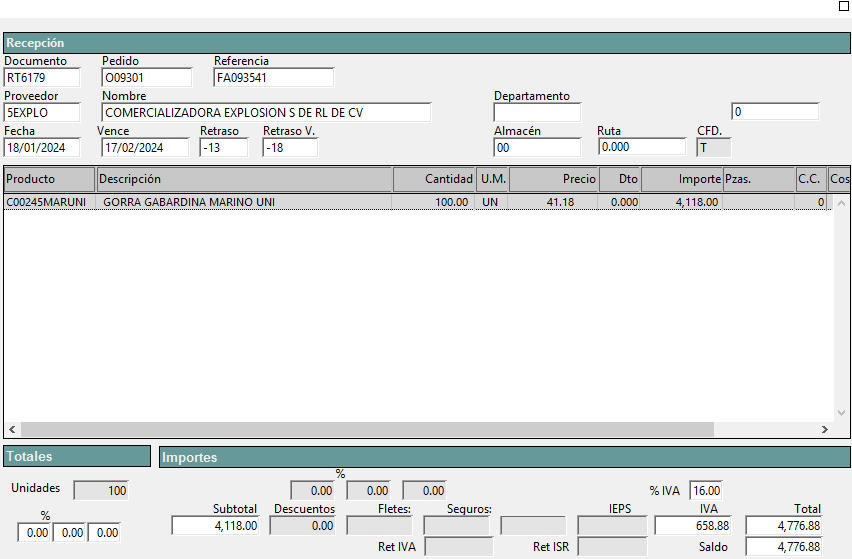 Recepción
Documento Pedido Referencia
RT6179 O09301 FA093541
Proveedor Nombre Departamento
5EXPLO COMERCIALIZADORA EXPLOSION S DE RL DE CV 0
Fecha Vence Retraso Retraso V. Almacén Ruta CFD.
18/01/2024 17/02/2024 -13 -18 00 0.000 T
Producto Descripción Cantidad U.M. Precio Dto Importe Pzas. C.C. Cos
C00245MARUNI GORRA GABARDINA MARINO UNI 100.00 UN 41.18 0.000 4,118.00 0
Totales Importes
%
Unidades 100 0.00 0.00 0.00 % IVA 16.00
% Subtotal Descuentos Fletes: Seguros: IEPS IVA Total
0.00 0.00 0.00 4,118.00 0.00 658.88 4,776.88
Ret IVA Ret ISR Saldo 4,776.88